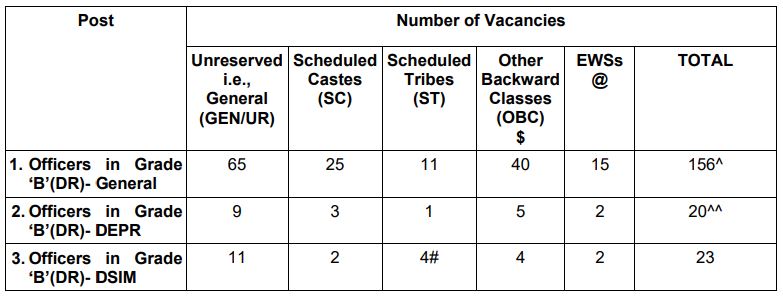 Post
Number of Vacancies
Unreserved
i.e.,
General
(GEN/UR)
Scheduled
Castes
(SC)
Scheduled
Tribes
(ST)
Other
Backward
Classes
(OBC)
$
EWSs
@
TOTAL
1. Officers in Grade
‘B’(DR)- General
65
25
11
40
15
156^
2. Officers in Grade
‘B’(DR)- DEPR
9
3
1
5
2
20^^
3. Officers in Grade
‘B’(DR)- DSIM
11
2
4#
4
2
23